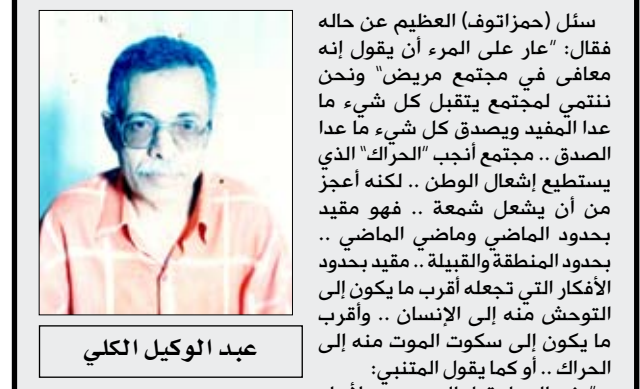 سئل (حمزاتوف) العظيم عن حاله
فقال: "عار على المرء أن يقول إنه
معافى في مجتمع مريض" ونحن
ننتمي لمجتمع يتقبل كل شيء ما
عدا المفيد ويصدق كل شيء ما عدا
الصدق .. مجتمع أنجب "الحراك" الذي
يستطيع إشعال الوطن .. لكنه أعجز
من أن يشعل شمعة .. فهو مقيد
بحدود الماضي وماضي الماضي ..
بحدود المنطقة والقبيلة .. مقيد بحدود
الأفكار التي تجعله أقرب ما يكون إلى
التوحش منه إلى الإنسان .. وأقرب
ما يكون إلى سكوت الموت منه إلى
الحراك .. أو كما يقول المتنبي:
عبد الوكيل الكلي